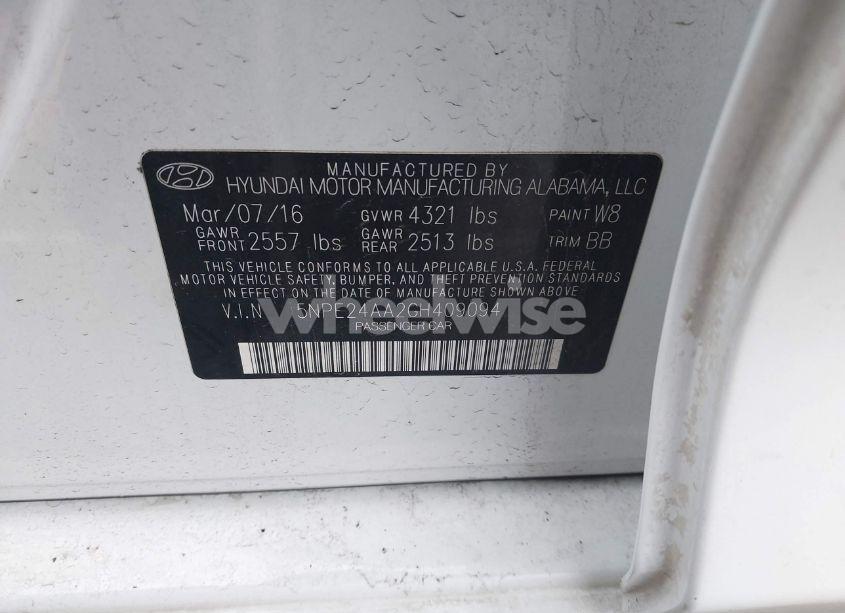 MANUFACTURED BY
HYUNDAI MOTOR MANUFACTURING ALABAMA, LLC
Mar/07/16 GVWR 4321 lbs PAINT W8
GAWR FRONT 2557 lbs GAWR REAR 2513 lbs TRIM BB
THIS VEHICLE CONFORMS TO ALL APPLICABLE U.S.A. FEDERAL
MOTOR VEHICLE SAFETY, BUMPER, AND THEFT PREVENTION STANDARDS
IN EFFECT ON THE DATE OF MANUFACTURE SHOWN ABOVE.
V.I.N 5NPE24AA2GH409094
wheelwise
PASSENGER CAR